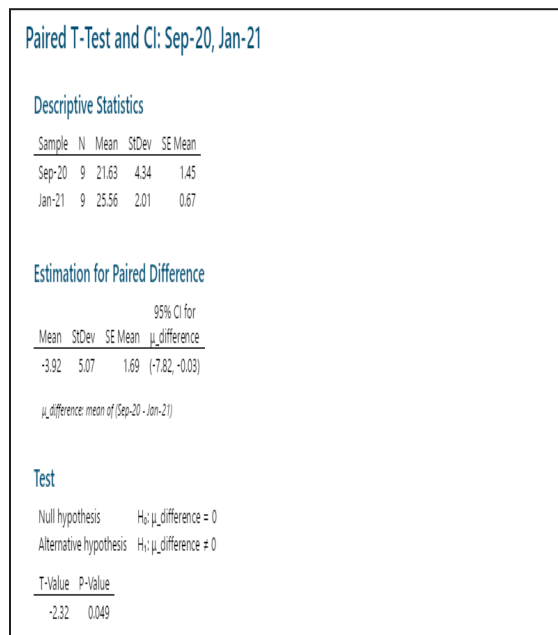 Paired T-Test and CI: Sep-20, Jan-21
Descriptive Statistics
Sample N Mean StDev SE Mean
Sep-20 9 21.63 4.34 1.45
Jan-21 9 25.56 2.01 0.67
Estimation for Paired Difference
95% CI for
Mean StDev SE Mean μ_difference
-3.92 5.07 1.69 (-7.82, -0.03)
μ_difference: mean of (Sep-20 - Jan-21)
Test
Null hypothesis H₀: μ_difference = 0
Alternative hypothesis H₁: μ_difference ≠ 0
T-Value P-Value
-2.32 0.049